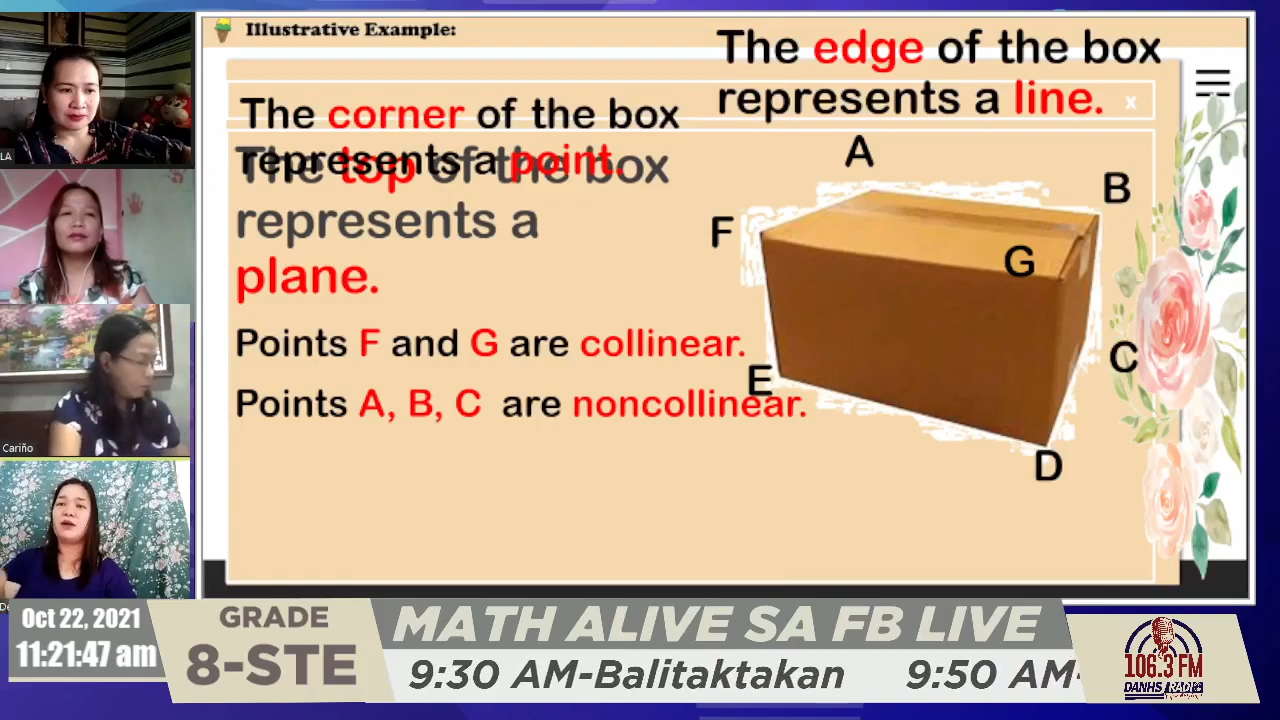 Illustrative Example:
The edge of the box
represents a line.
The corner of the box
represents a point.
The top of the box
represents a
plane.
Points F and G are collinear.
Points A, B, C are noncollinear.
x
A
B
F
G
C
E
D
LA
Cariño
De
Oct 22, 2021
11:21:47 am
GRADE
8-STE
MATH ALIVE SA FB LIVE
9:30 AM-Balitaktakan 9:50 AM-
106.3 FM
DANHS RADIO